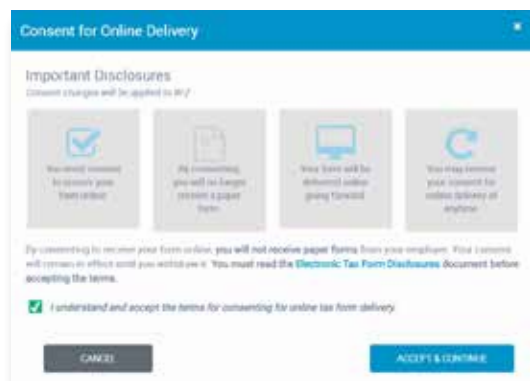 Consent for Online Delivery
Important Disclosures
Consent changes will be applied to W-2
You must consent
to receive your
form online
By consenting,
you will no longer
receive a paper
form
Your form will be
delivered online
going forward
You may remove
your consent for
online delivery at
anytime
By consenting to receive your form online, you will not receive paper forms from your employer. Your consent
will remain in effect until you withdraw it. You must read the Electronic Tax Form Disclosures document before
accepting the terms.
I understand and accept the terms for consenting for online tax form delivery
CANCEL
ACCEPT & CONTINUE